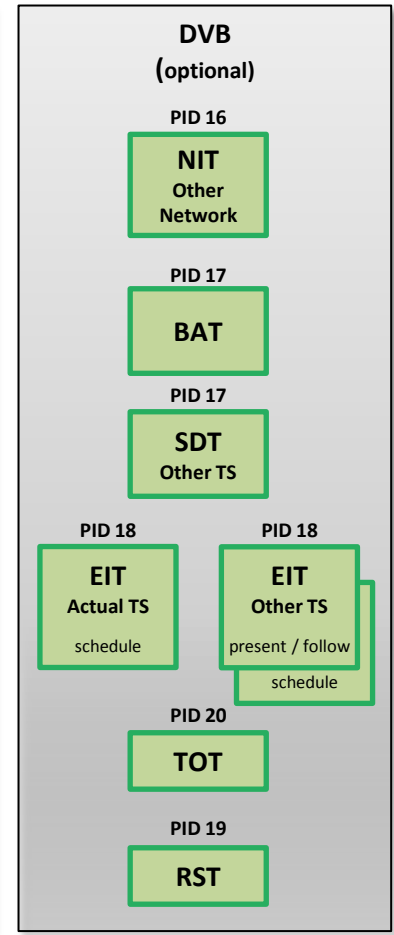 DVB
(optional)
PID 16
NIT
Other
Network
PID 17
BAT
PID 17
SDT
Other TS
PID 18
EIT
Actual TS
schedule
PID 18
EIT
Other TS
present / follow
schedule
PID 20
TOT
PID 19
RST